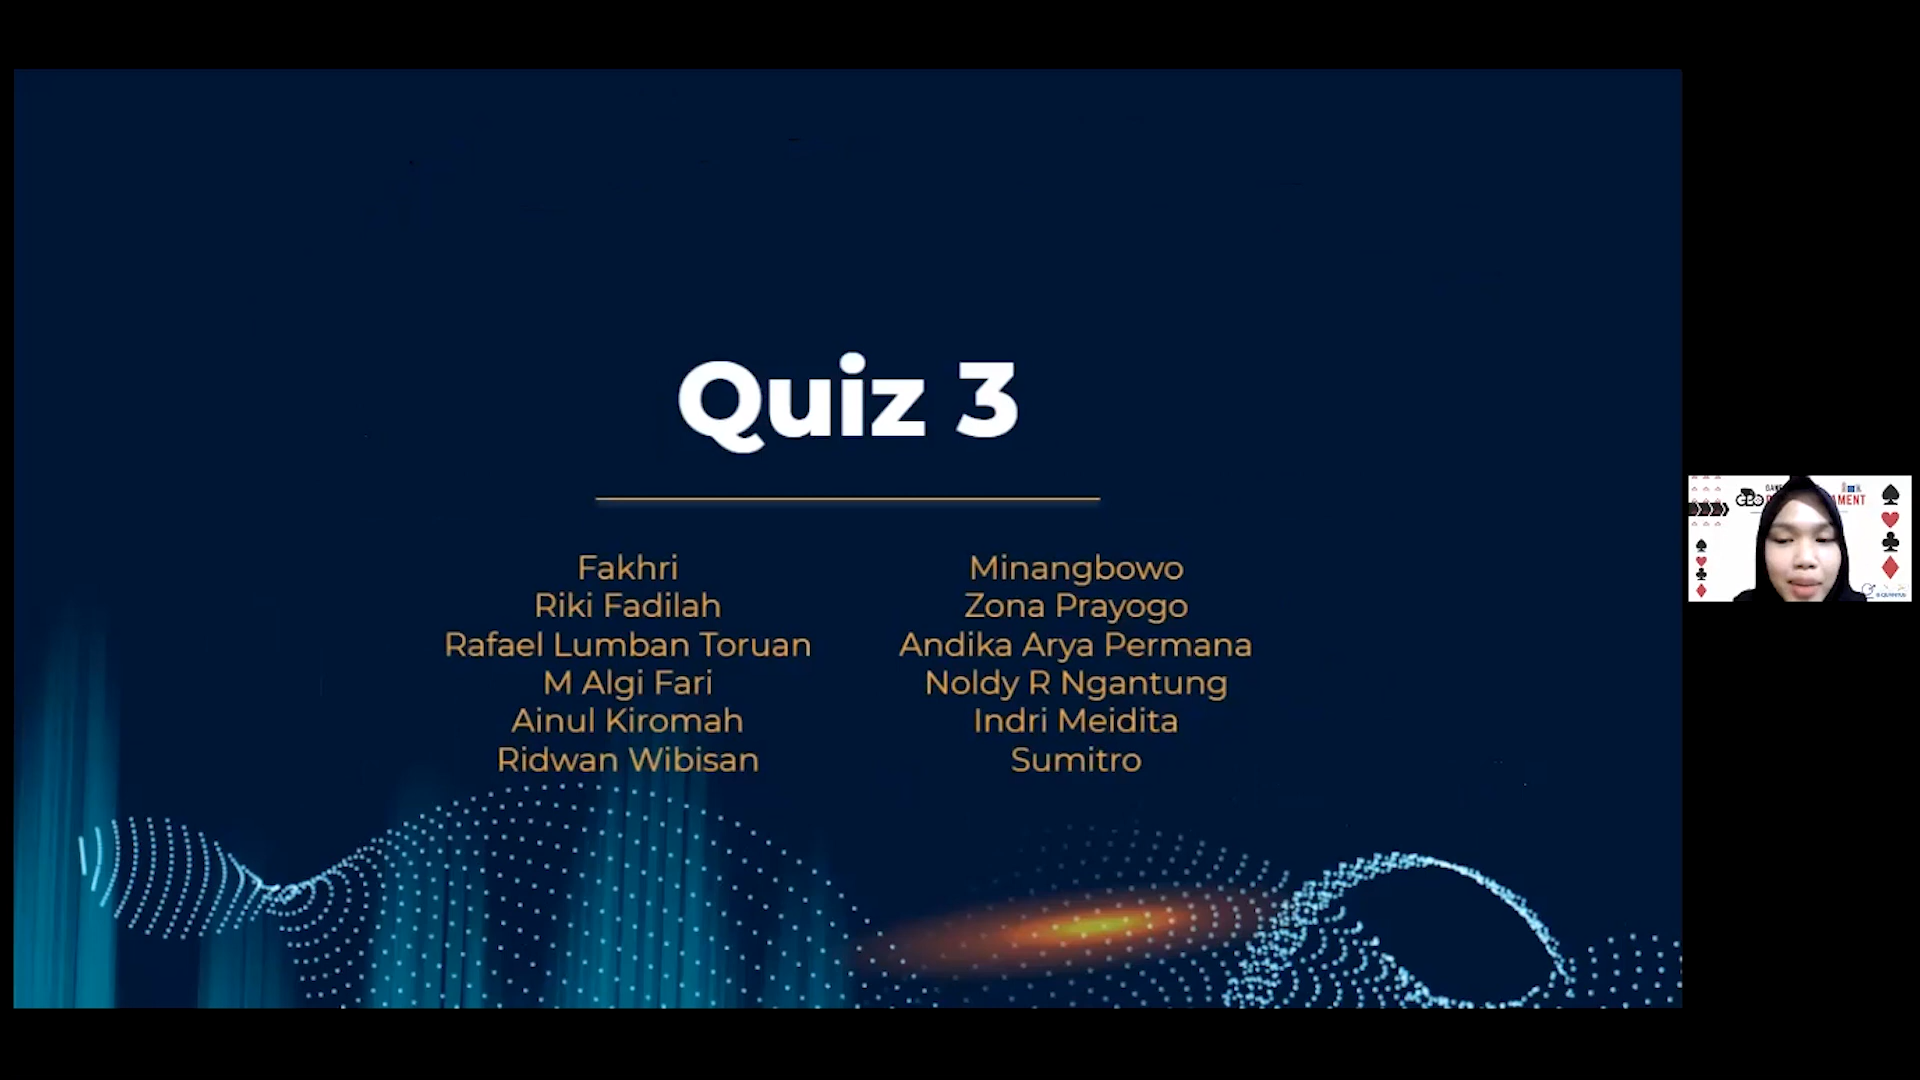 Quiz 3
Fakhri
Riki Fadilah
Rafael Lumban Toruan
M Algi Fari
Ainul Kiromah
Ridwan Wibisan
Minangbowo
Zona Prayogo
Andika Arya Permana
Noldy R Ngantung
Indri Meidita
Sumitro